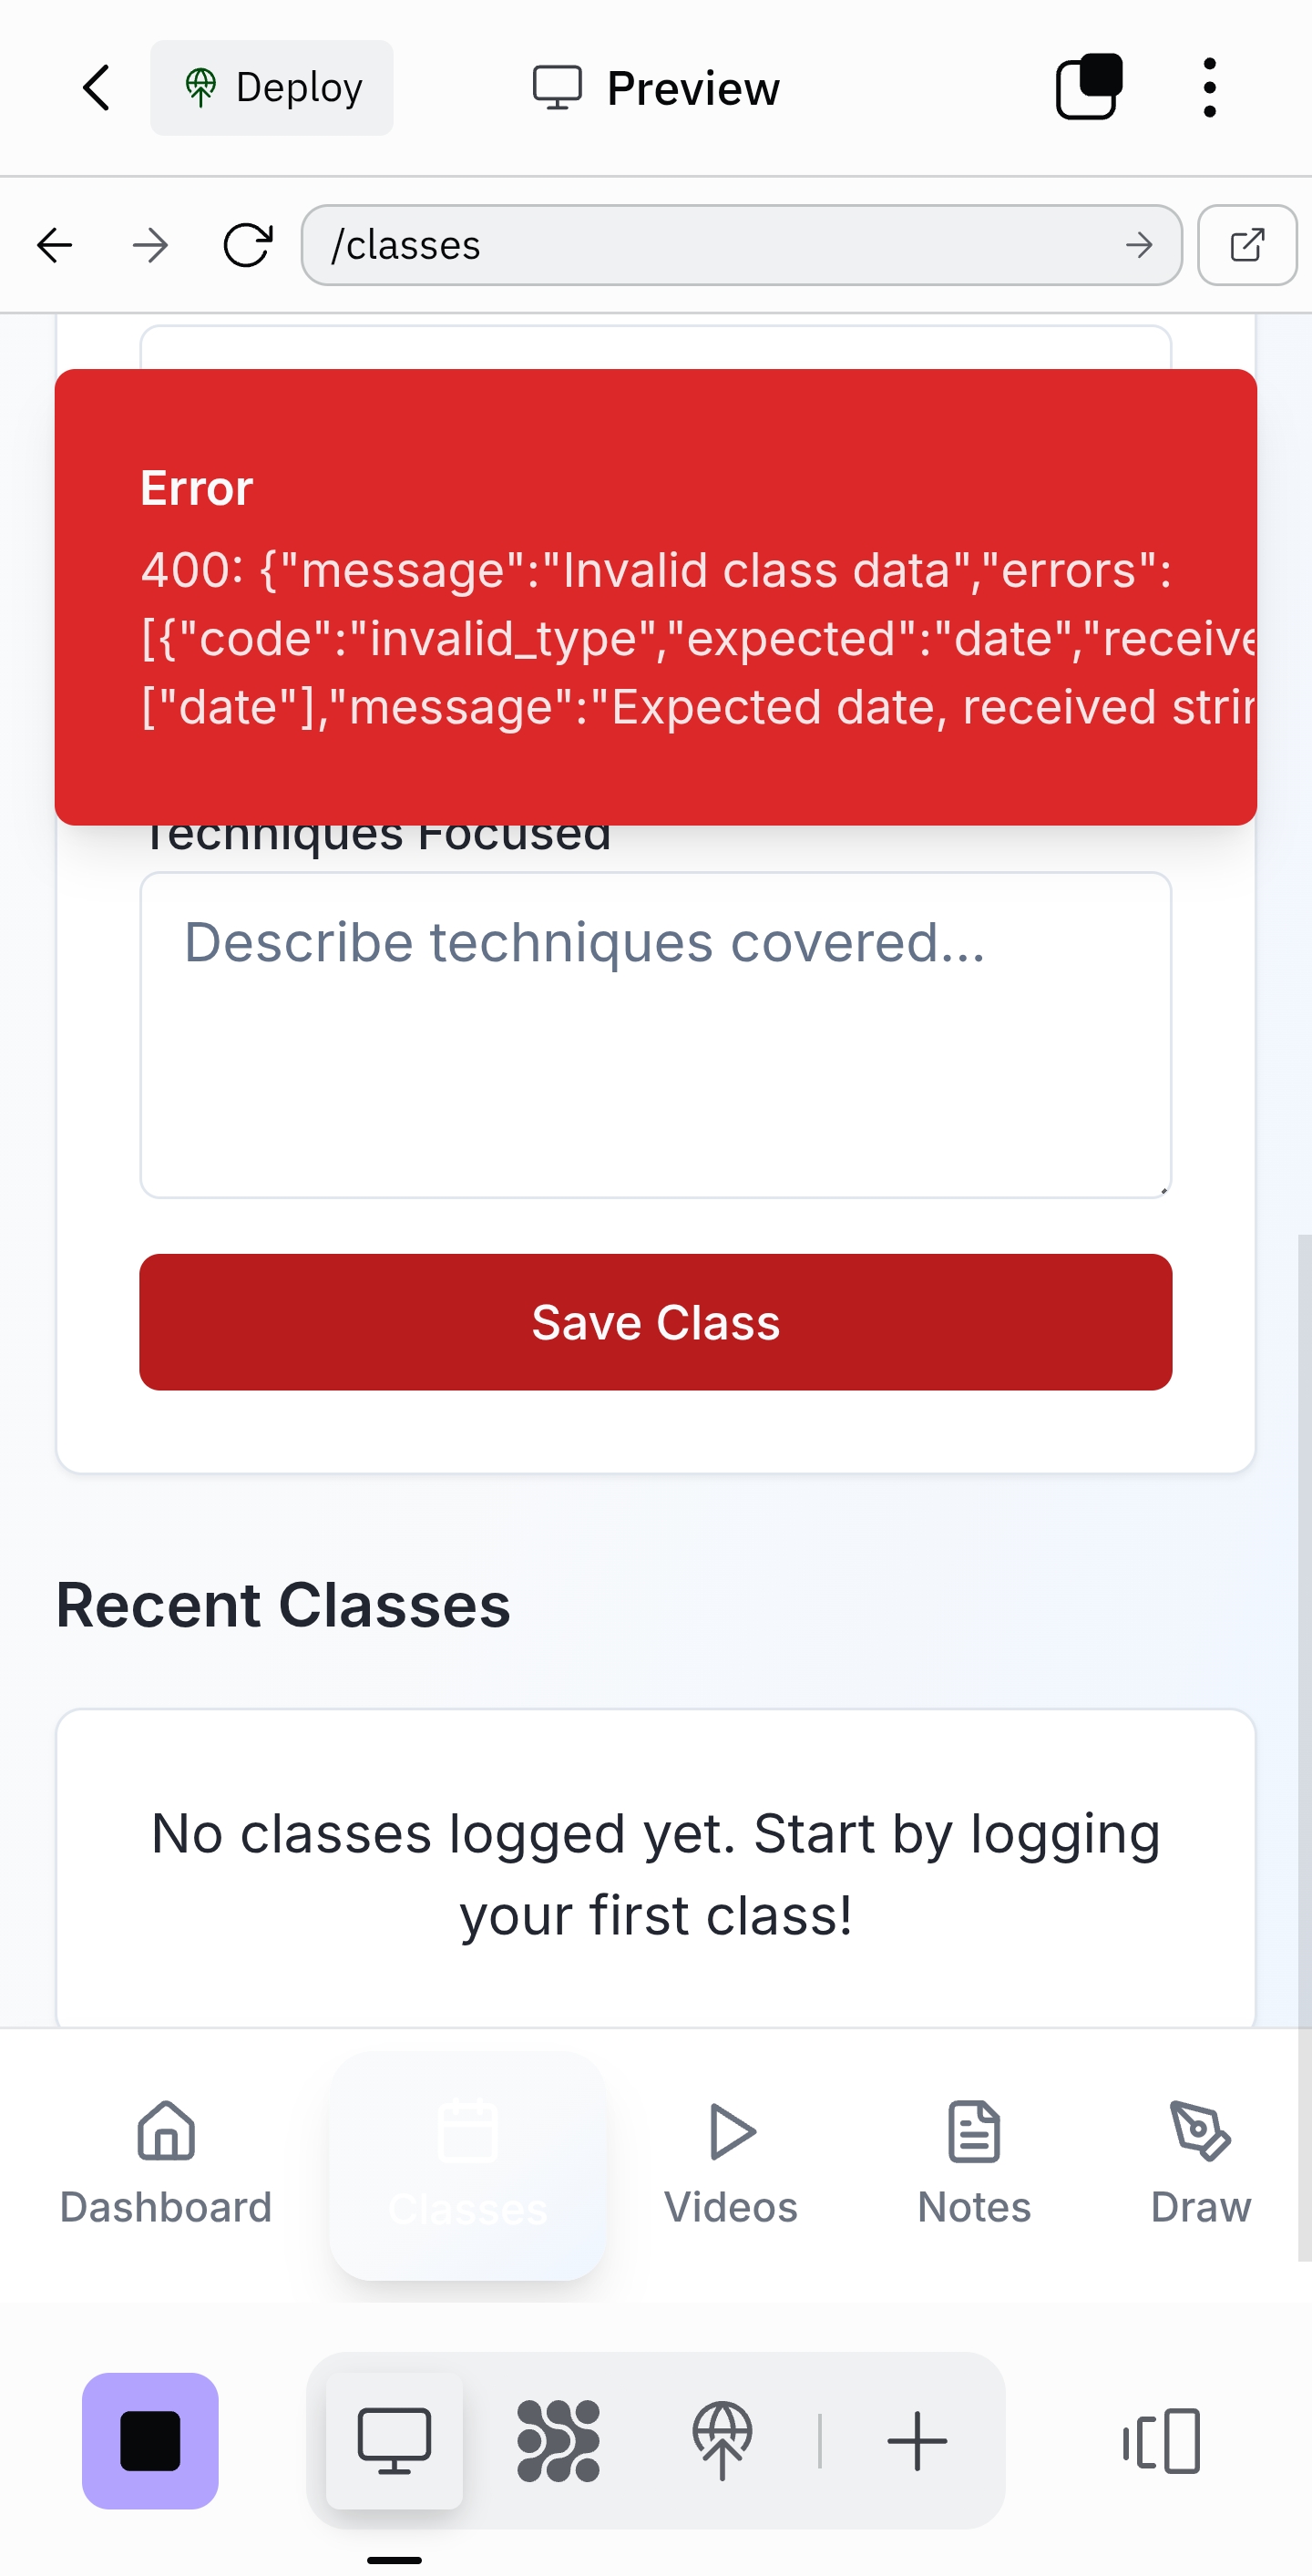 Deploy
Preview
/classes
Error
400: {"message":"Invalid class data","errors":
[{"code":"invalid_type","expected":"date","receive
["date"],"message":"Expected date, received strin
Techniques Focused
Describe techniques covered...
Save Class
Recent Classes
No classes logged yet. Start by logging
your first class!
Dashboard
Classes
Videos
Notes
Draw